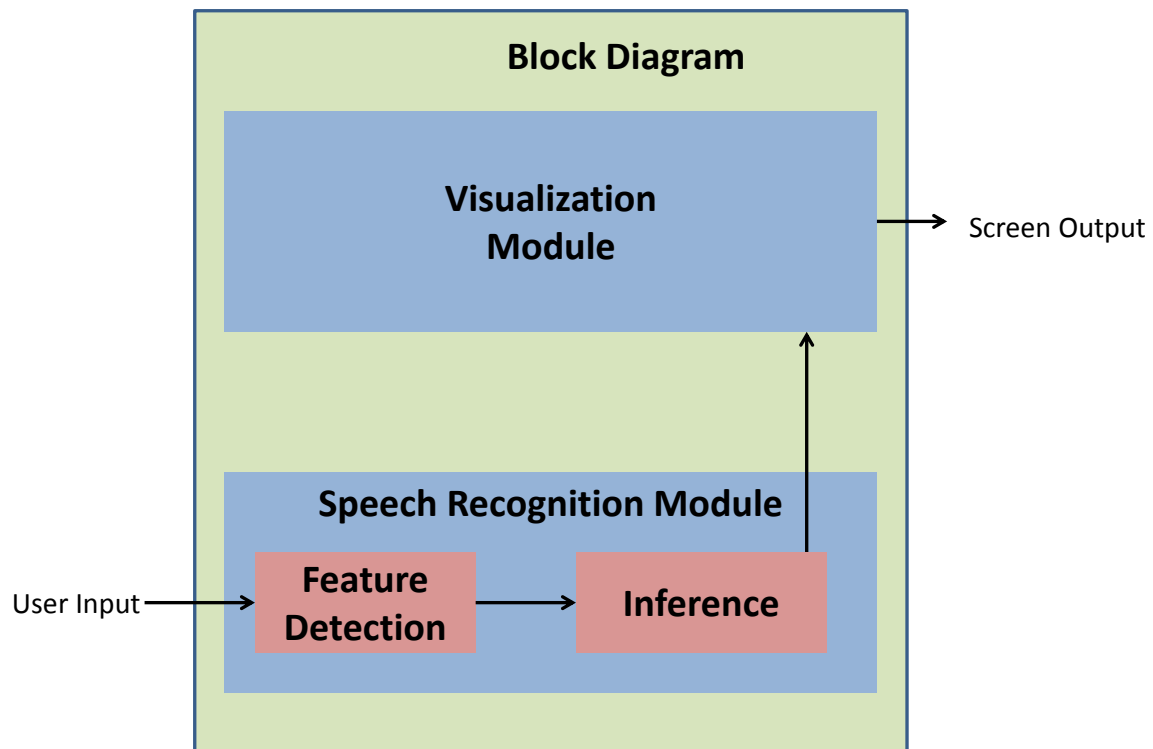 Block Diagram
Visualization
Module
Screen Output
Speech Recognition Module
User Input
Feature
Detection
Inference